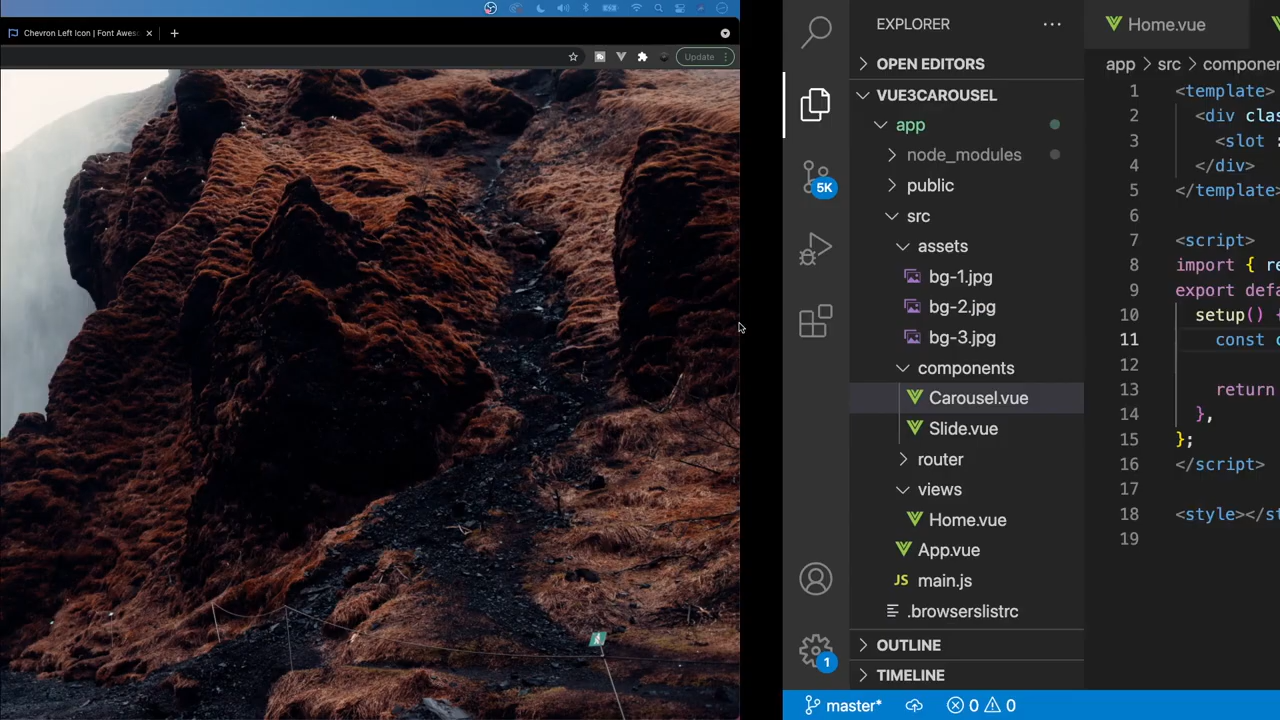 Chevron Left Icon | Font Awes
Update
EXPLORER
OPEN EDITORS
VUE3CAROUSEL
app
node_modules
public
src
assets
bg-1.jpg
bg-2.jpg
bg-3.jpg
components
Carousel.vue
Slide.vue
router
views
Home.vue
App.vue
JS main.js
.browserslistrc
OUTLINE
TIMELINE
5K
1
master*
0 0
Home.vue
app > src > componen
1 <template>
2 <div clas
3 <slot :
4 </div>
5 </template>
6
7 <script>
8 import { re
9 export defa
10 setup() {
11 const c
12
13 return
14 },
15 };
16 </script>
17
18 <style></st
19